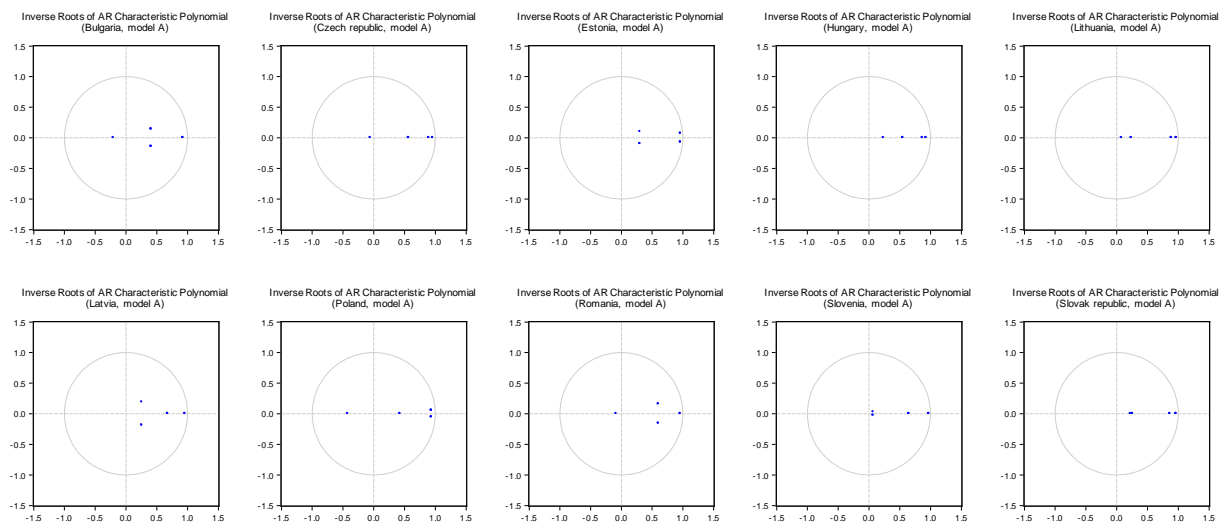 Inverse Roots of AR Characteristic Polynomial
(Bulgaria, model A)
1.5
1.0
0.5
0.0
-0.5
-1.0
-1.5
-1.5 -1.0 -0.5 0.0 0.5 1.0 1.5
Inverse Roots of AR Characteristic Polynomial
(Czech republic, model A)
1.5
1.0
0.5
0.0
-0.5
-1.0
-1.5
-1.5 -1.0 -0.5 0.0 0.5 1.0 1.5
Inverse Roots of AR Characteristic Polynomial
(Estonia, model A)
1.5
1.0
0.5
0.0
-0.5
-1.0
-1.5
-1.5 -1.0 -0.5 0.0 0.5 1.0 1.5
Inverse Roots of AR Characteristic Polynomial
(Hungary, model A)
1.5
1.0
0.5
0.0
-0.5
-1.0
-1.5
-1.5 -1.0 -0.5 0.0 0.5 1.0 1.5
Inverse Roots of AR Characteristic Polynomial
(Lithuania, model A)
1.5
1.0
0.5
0.0
-0.5
-1.0
-1.5
-1.5 -1.0 -0.5 0.0 0.5 1.0 1.5
Inverse Roots of AR Characteristic Polynomial
(Latvia, model A)
1.5
1.0
0.5
0.0
-0.5
-1.0
-1.5
-1.5 -1.0 -0.5 0.0 0.5 1.0 1.5
Inverse Roots of AR Characteristic Polynomial
(Poland, model A)
1.5
1.0
0.5
0.0
-0.5
-1.0
-1.5
-1.5 -1.0 -0.5 0.0 0.5 1.0 1.5
Inverse Roots of AR Characteristic Polynomial
(Romania, model A)
1.5
1.0
0.5
0.0
-0.5
-1.0
-1.5
-1.5 -1.0 -0.5 0.0 0.5 1.0 1.5
Inverse Roots of AR Characteristic Polynomial
(Slovenia, model A)
1.5
1.0
0.5
0.0
-0.5
-1.0
-1.5
-1.5 -1.0 -0.5 0.0 0.5 1.0 1.5
Inverse Roots of AR Characteristic Polynomial
(Slovak republic, model A)
1.5
1.0
0.5
0.0
-0.5
-1.0
-1.5
-1.5 -1.0 -0.5 0.0 0.5 1.0 1.5